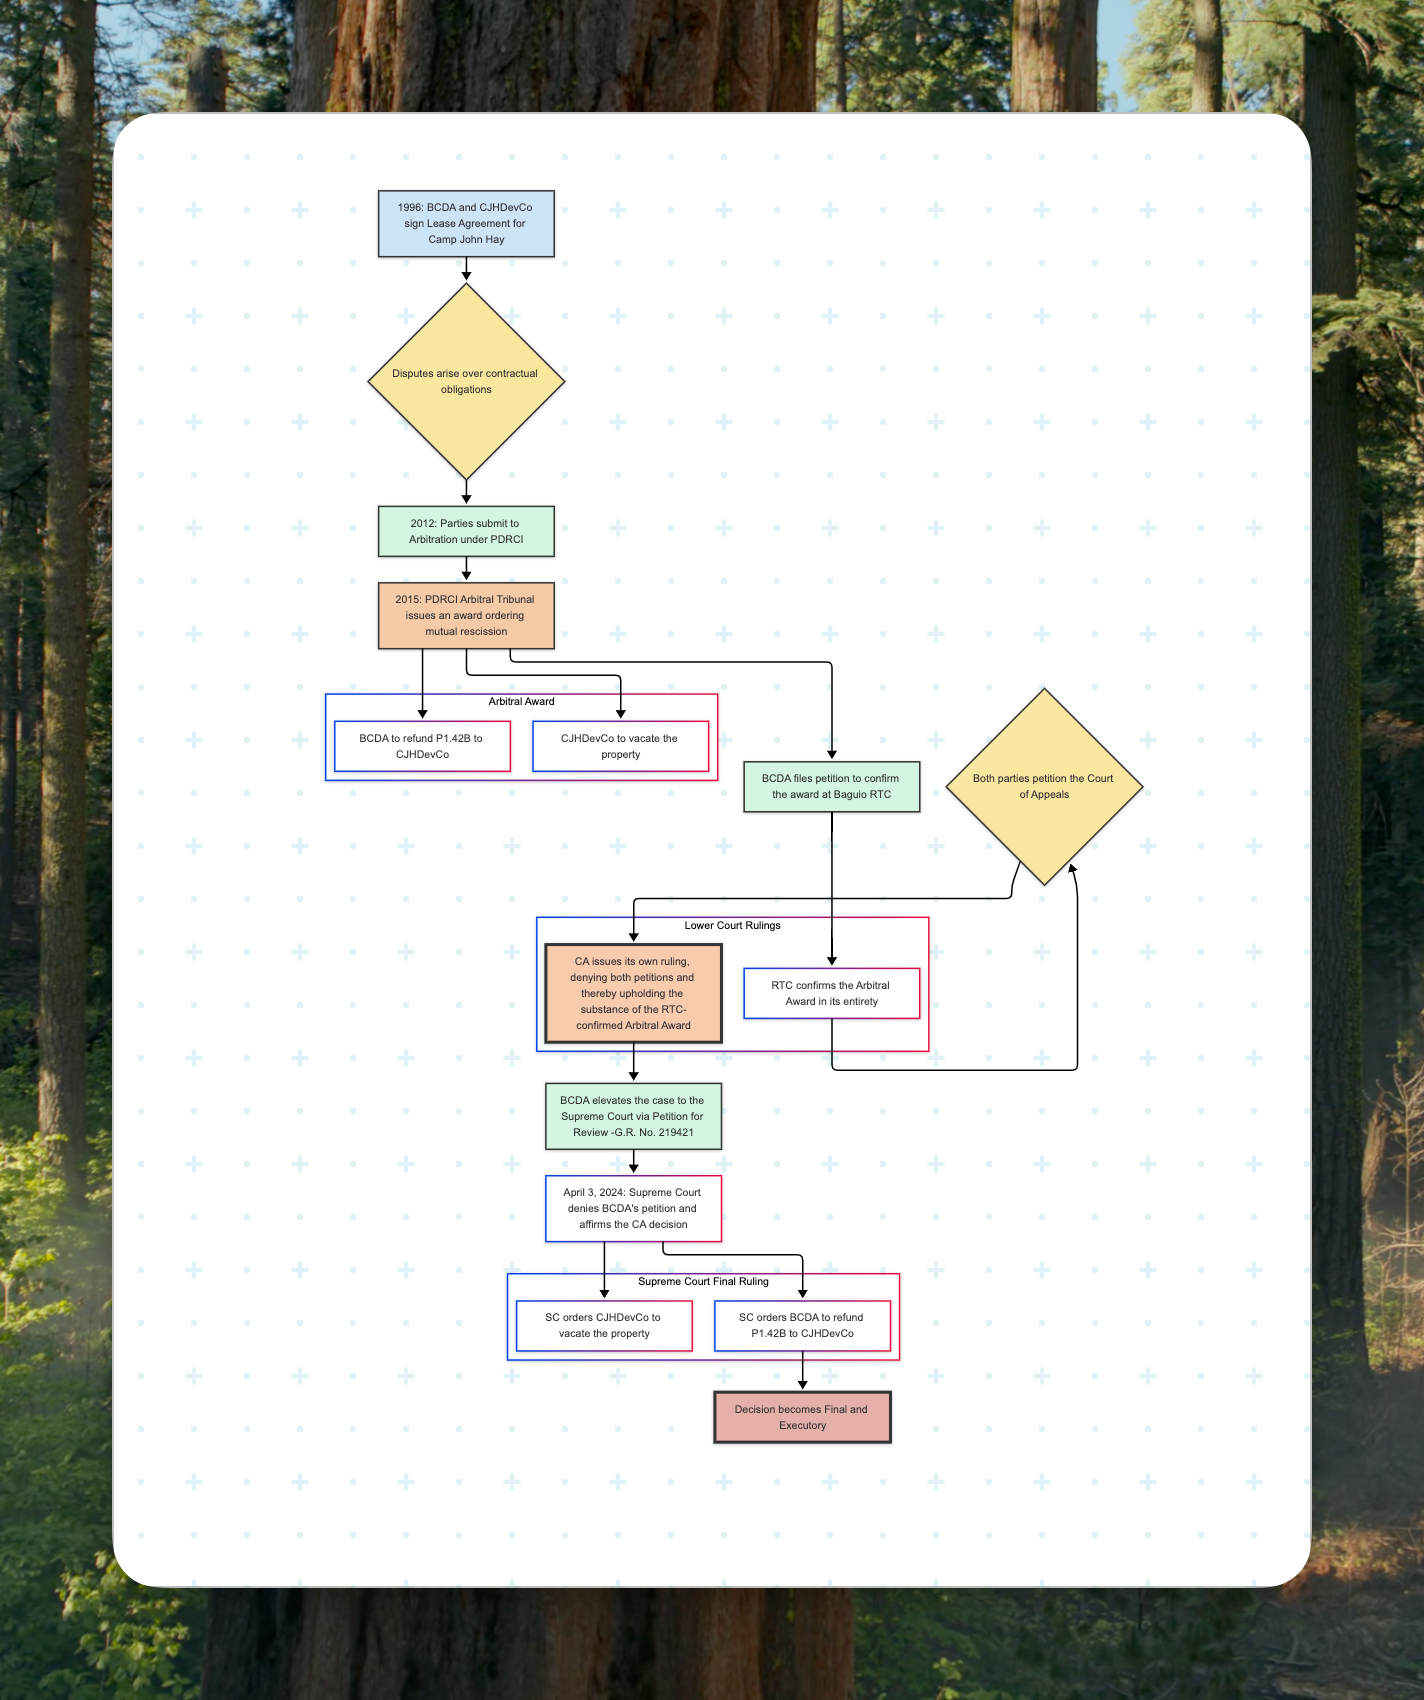 1996: BCDA and CJHDevCo
sign Lease Agreement for
Camp John Hay
Disputes arise over contractual
obligations
2012: Parties submit to
Arbitration under PDRCI
2015: PDRCI Arbitral Tribunal
issues an award ordering
mutual rescission
Arbitral Award
BCDA to refund P1.42B to
CJHDevCo
CJHDevCo to vacate the
property
BCDA files petition to confirm
the award at Baguio RTC
Both parties petition the Court
of Appeals
Lower Court Rulings
CA issues its own ruling,
denying both petitions and
thereby upholding the
substance of the RTC-
confirmed Arbitral Award
RTC confirms the Arbitral
Award in its entirety
BCDA elevates the case to the
Supreme Court via Petition for
Review -G.R. No. 219421
April 3, 2024: Supreme Court
denies BCDA's petition and
affirms the CA decision
Supreme Court Final Ruling
SC orders CJHDevCo to
vacate the property
SC orders BCDA to refund
P1.42B to CJHDevCo
Decision becomes Final and
Executory